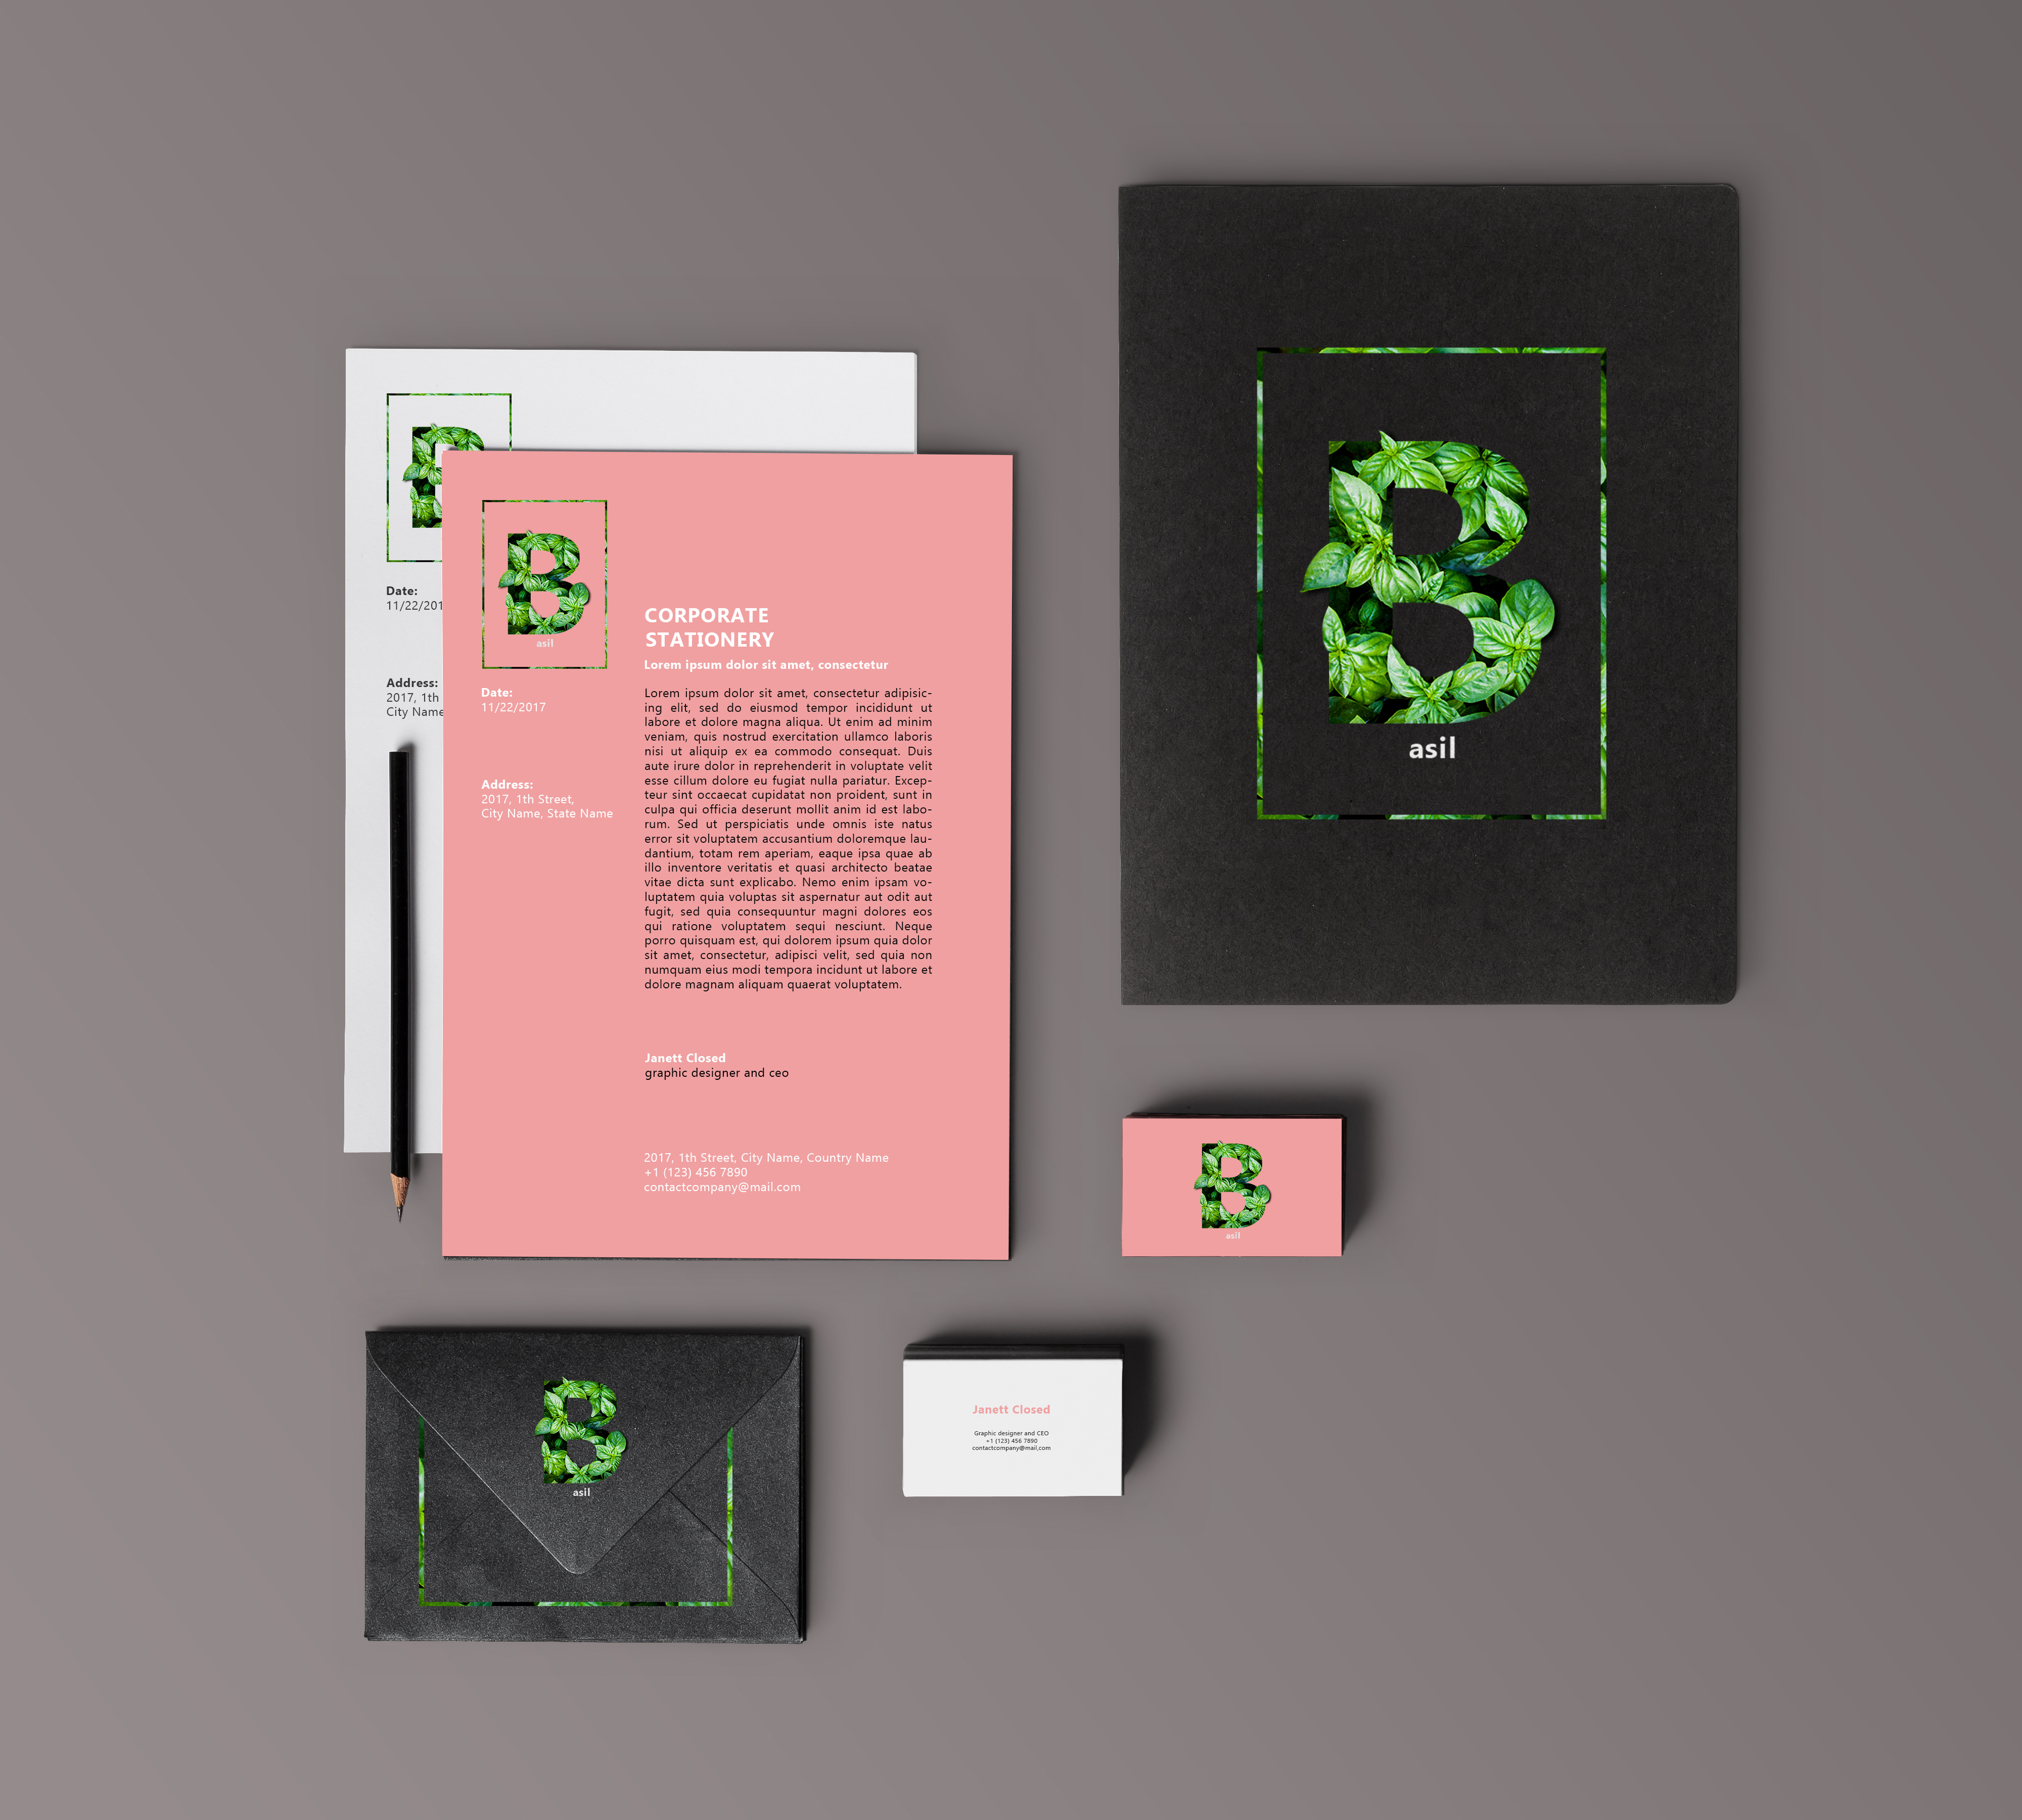 B
Date:
11/22/201
Address:
2017, 1th
City Name
B
asil
Date:
11/22/2017
Address:
2017, 1th Street,
City Name, State Name
CORPORATE
STATIONERY
Lorem ipsum dolor sit amet, consectetur
Lorem ipsum dolor sit amet, consectetur adipisic-
ing elit, sed do eiusmod tempor incididunt ut
labore et dolore magna aliqua. Ut enim ad minim
veniam, quis nostrud exercitation ullamco laboris
nisi ut aliquip ex ea commodo consequat. Duis
aute irure dolor in reprehenderit in voluptate velit
esse cillum dolore eu fugiat nulla pariatur. Excep-
teur sint occaecat cupidatat non proident, sunt in
culpa qui officia deserunt mollit anim id est labo-
rum. Sed ut perspiciatis unde omnis iste natus
error sit voluptatem accusantium doloremque lau-
dantium, totam rem aperiam, eaque ipsa quae ab
illo inventore veritatis et quasi architecto beatae
vitae dicta sunt explicabo. Nemo enim ipsam vo-
luptatem quia voluptas sit aspernatur aut odit aut
fugit, sed quia consequuntur magni dolores eos
qui ratione voluptatem sequi nesciunt. Neque
porro quisquam est, qui dolorem ipsum quia dolor
sit amet, consectetur, adipisci velit, sed quia non
numquam eius modi tempora incidunt ut labore et
dolore magnam aliquam quaerat voluptatem.
Janett Closed
graphic designer and ceo
2017, 1th Street, City Name, Country Name
+1 (123) 456 7890
contactcompany@mail.com
B
asil
B
asil
B
asil
Janett Closed
Graphic designer and CEO
+1 (123) 456 7890
contactcompany@mail,com